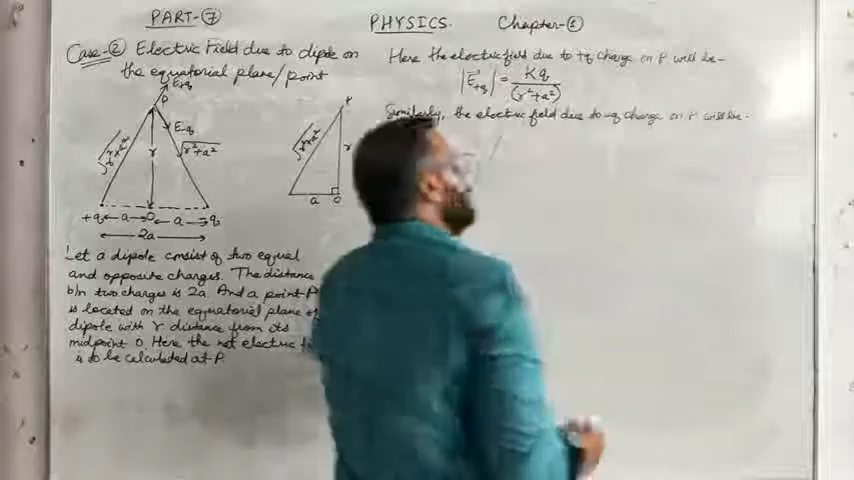 PART-⑦
PHYSICS.
Chapter-①
Case-② Electric Field due to dipole on
the equatorial plane/point
E+q
P
E-q
√r²+a²
r
√r²+a²
+q a O a q
2a
P
√r²+a²
r
a O
Let a dipole consist of two equal
and opposite charges. The distance
b/n two charges is 2a. And a point P
is located on the equatorial plane of
dipole with r distance from its
midpoint O. Here the net electric
is to be calculated at P.
Here the electric field due to +q charge on P will be-
|E⃗+q| = Kq/(r²+a²)
Similarly, the electric field due to -q charge on P will be-